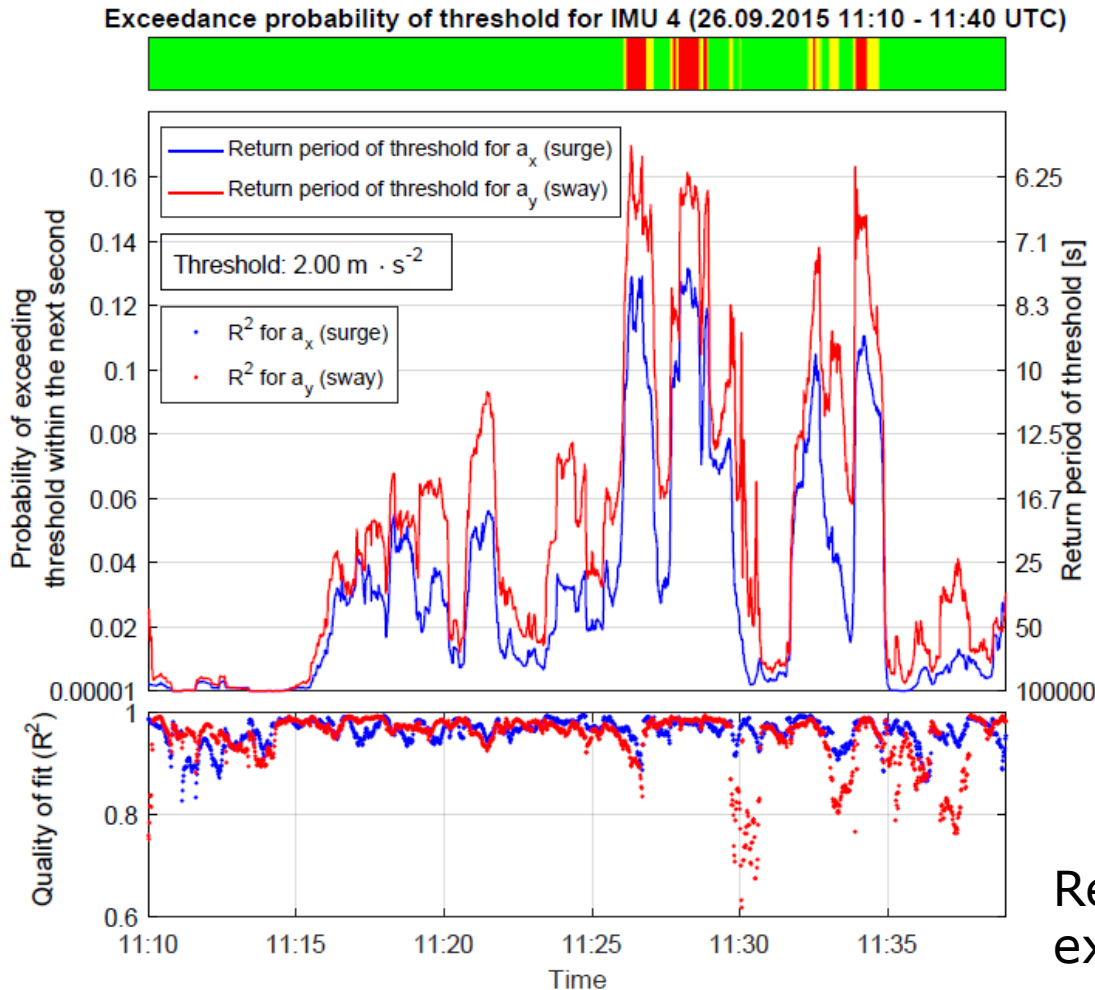 Exceedance probability of threshold for IMU 4 (26.09.2015 11:10 - 11:40 UTC)
Return period of threshold for a_x (surge)
Return period of threshold for a_y (sway)
Threshold: 2.00 m · s^-2
R^2 for a_x (surge)
R^2 for a_y (sway)
Probability of exceeding
threshold within the next second
0.16
0.14
0.12
0.1
0.08
0.06
0.04
0.02
0.00001
6.25
7.1
8.3
10
12.5
16.7
25
50
100000
Return period of threshold [s]
Quality of fit (R^2)
1
0.8
0.6
11:10
11:15
11:20
11:25
11:30
11:35
Time
Re
ex